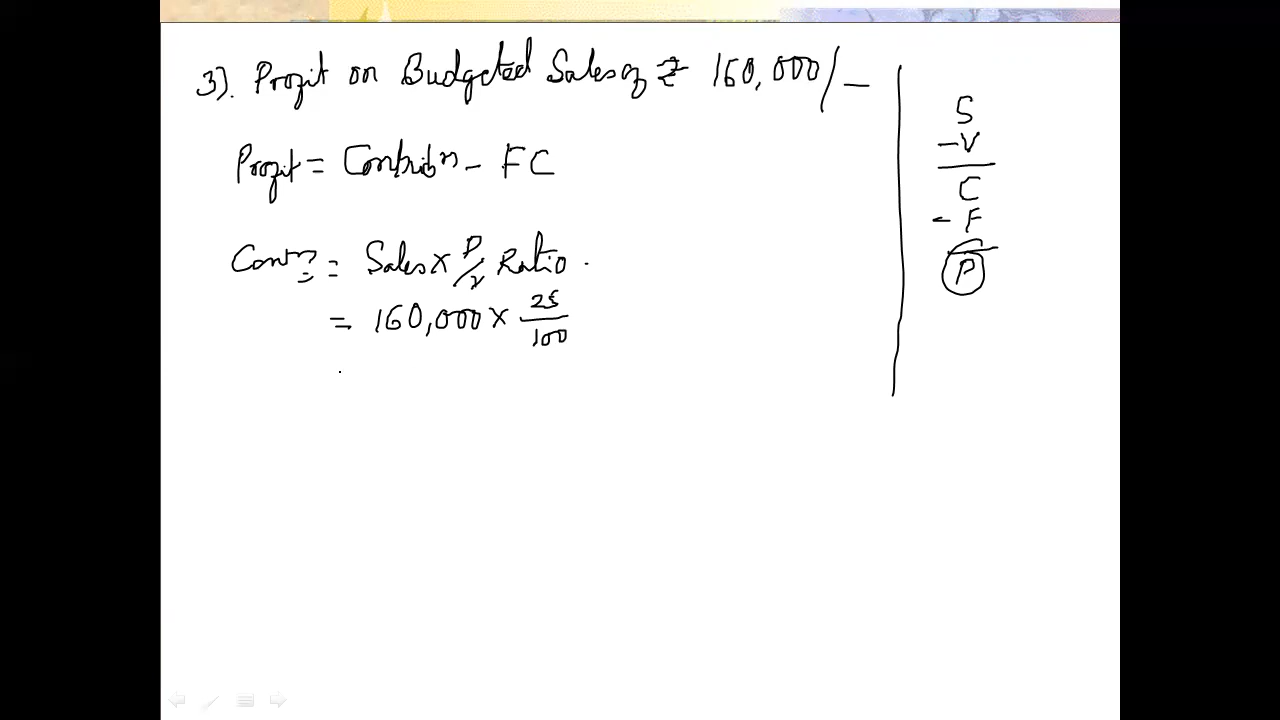 3). Profit on Budgeted Sales of ₹ 160,000/-
Profit = Contribn - FC
Contn = Sales × P/V Ratio.
= 160,000 × 25/100
S
-V
C
- F
P